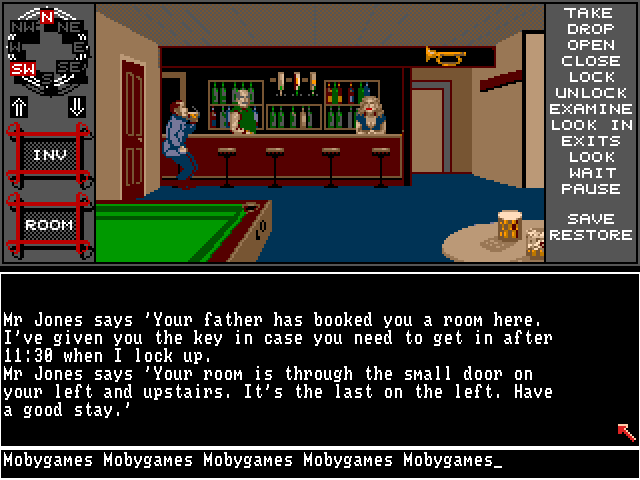 N
NW NE
W E
SW SE
S
INV
ROOM
TAKE
DROP
OPEN
CLOSE
LOCK
UNLOCK
EXAMINE
LOOK IN
EXITS
LOOK
WAIT
PAUSE
SAVE
RESTORE
Mr Jones says 'Your father has booked you a room here.
I've given you the key in case you need to get in after
11:30 when I lock up.
Mr Jones says 'Your room is through the small door on
your left and upstairs. It's the last on the left. Have
a good stay.'
Mobygames Mobygames Mobygames Mobygames Mobygames_